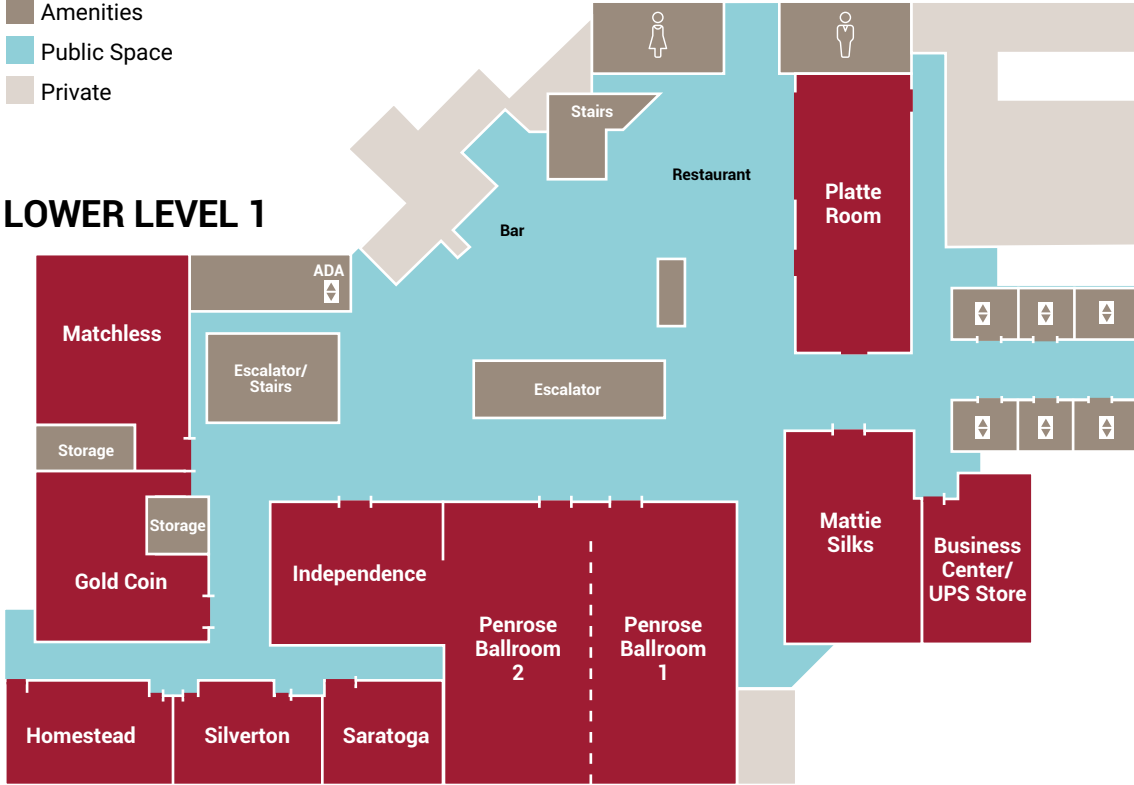 Amenities
Public Space
Private
LOWER LEVEL 1
Stairs
Restaurant
Bar
Platte
Room
ADA
Matchless
Escalator/
Stairs
Escalator
Storage
Storage
Gold Coin
Independence
Mattie
Silks
Business
Center/
UPS Store
Penrose
Ballroom
2
Penrose
Ballroom
1
Homestead
Silverton
Saratoga